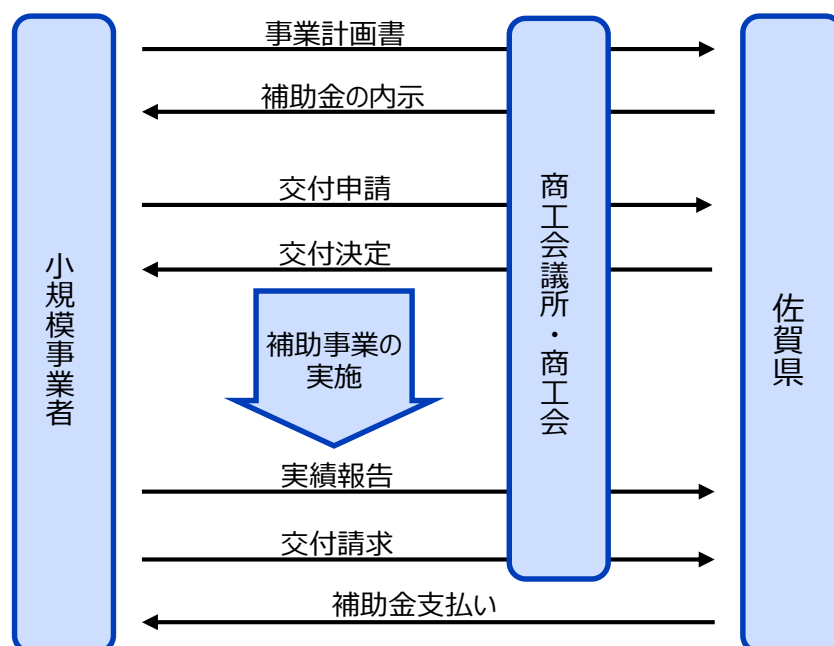 事業計画書
補助金の内示
交付申請
交付決定
補助事業の
実施
実績報告
交付請求
補助金支払い
小規模事業者
商工会議所・商工会
佐賀県